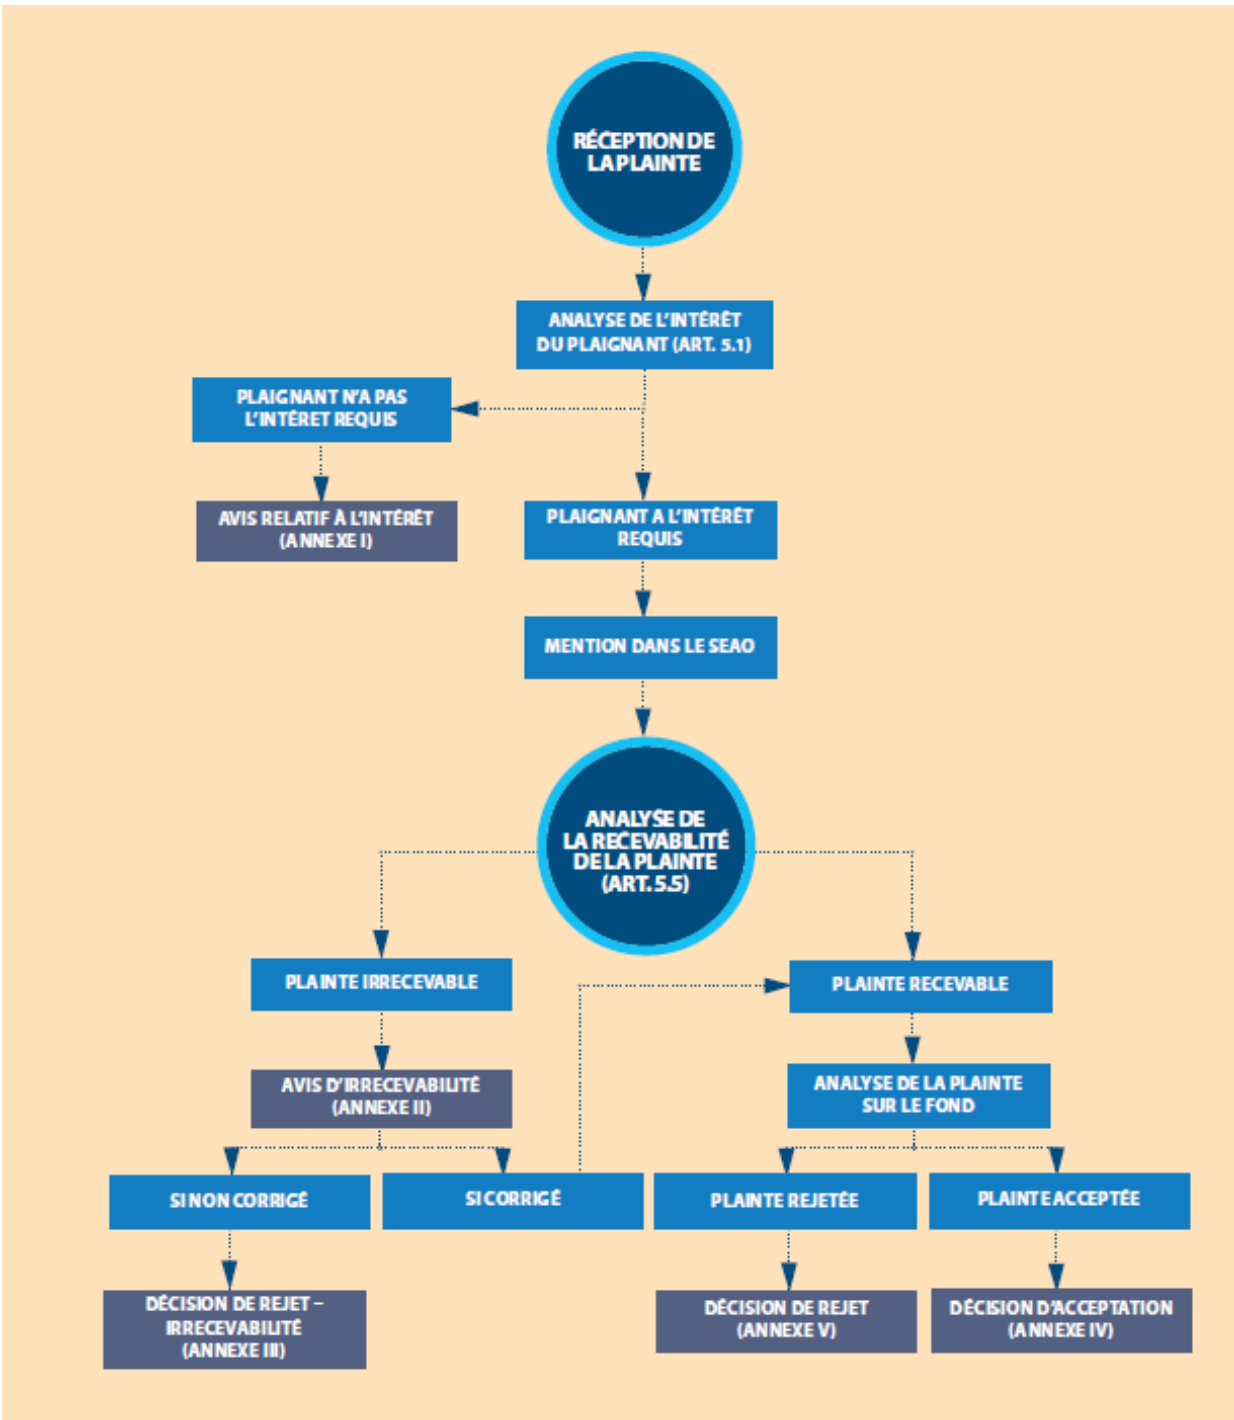 RÉCEPTION DE
LA PLAINTE
ANALYSE DE L'INTÉRÊT
DU PLAIGNANT (ART. 5.1)
PLAIGNANT N'A PAS
L'INTÉRET REQUIS
AVIS RELATIF À L'INTÉRÊT
(ANNEXE I)
PLAIGNANT A L'INTÉRÊT
REQUIS
MENTION DANS LE SEAO
ANALYSE DE
LA RECEVABILITÉ
DE LA PLAINTE
(ART. 5.5)
PLAINTE IRRECEVABLE
PLAINTE RECEVABLE
AVIS D'IRRECEVABILITÉ
(ANNEXE II)
ANALYSE DE LA PLAINTE
SUR LE FOND
SI NON CORRIGÉ
SI CORRIGÉ
PLAINTE REJETÉE
PLAINTE ACCEPTÉE
DÉCISION DE REJET –
IRRECEVABILITÉ
(ANNEXE III)
DÉCISION DE REJET
(ANNEXE V)
DÉCISION D'ACCEPTATION
(ANNEXE IV)